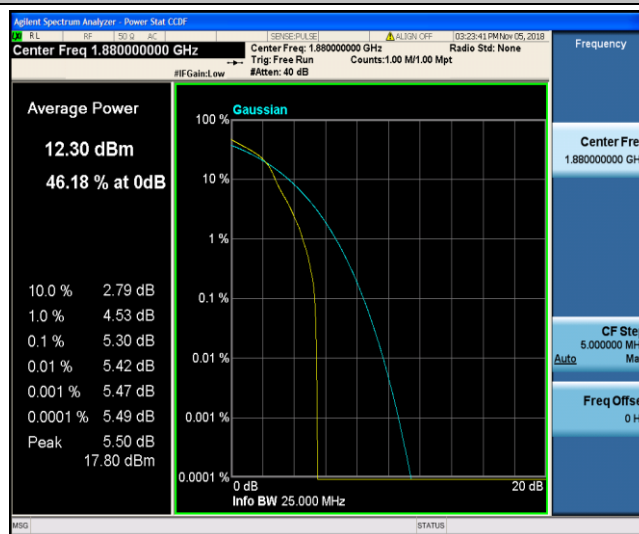 Agilent Spectrum Analyzer - Power Stat CCDF
RL RF 50 Ω AC SENSE:PULSE ALIGN OFF 03:23:41 PM Nov 05, 2018
Center Freq 1.880000000 GHz
Center Freq: 1.880000000 GHz Radio Std: None
Trig: Free Run Counts:1.00 M/1.00 Mpt
#IFGain:Low #Atten: 40 dB
Frequency
Average Power
12.30 dBm
46.18 % at 0dB
10.0 % 2.79 dB
1.0 % 4.53 dB
0.1 % 5.30 dB
0.01 % 5.42 dB
0.001 % 5.47 dB
0.0001 % 5.49 dB
Peak 5.50 dB
17.80 dBm
Gaussian
100 %
10 %
1 %
0.1 %
0.01 %
0.001 %
0.0001 %
0 dB 20 dB
Info BW 25.000 MHz
Center Fre
1.880000000 GH
CF Ste
5.000000 MH
Auto Ma
Freq Offse
0 H
MSG STATUS